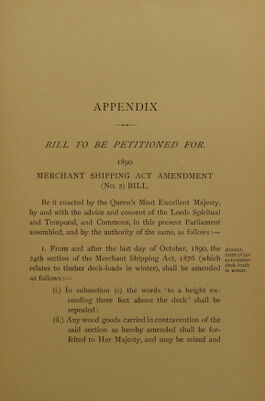 APPENDIX
BILL TO BE PETITIONED FOR.
1890.
MERCHANT SHIPPING ACT AMENDMENT
(No. 2) BILL.
Be it enacted by the Queen's Most Excellent Majesty,
by and with the advice and consent of the Lords Spiritual
and Temporal, and Commons, in this present Parliament
assembled, and by the authority of the same, as follows :—
1. From and after the last day of October, 1890, the
24th section of the Merchant Shipping Act, 1876 (which
relates to timber deck-loads in winter), shall be amended
as follows :—
Amend-
ment of law
as to timber
deck loads
in winter.
(i.) In subsection (c) the words 'to a height ex-
ceeding three feet above the deck' shall be
repealed :
(ii.) Any wood goods carried in contravention of the
said section as hereby amended shall be for-
feited to Her Majesty, and may be seized and